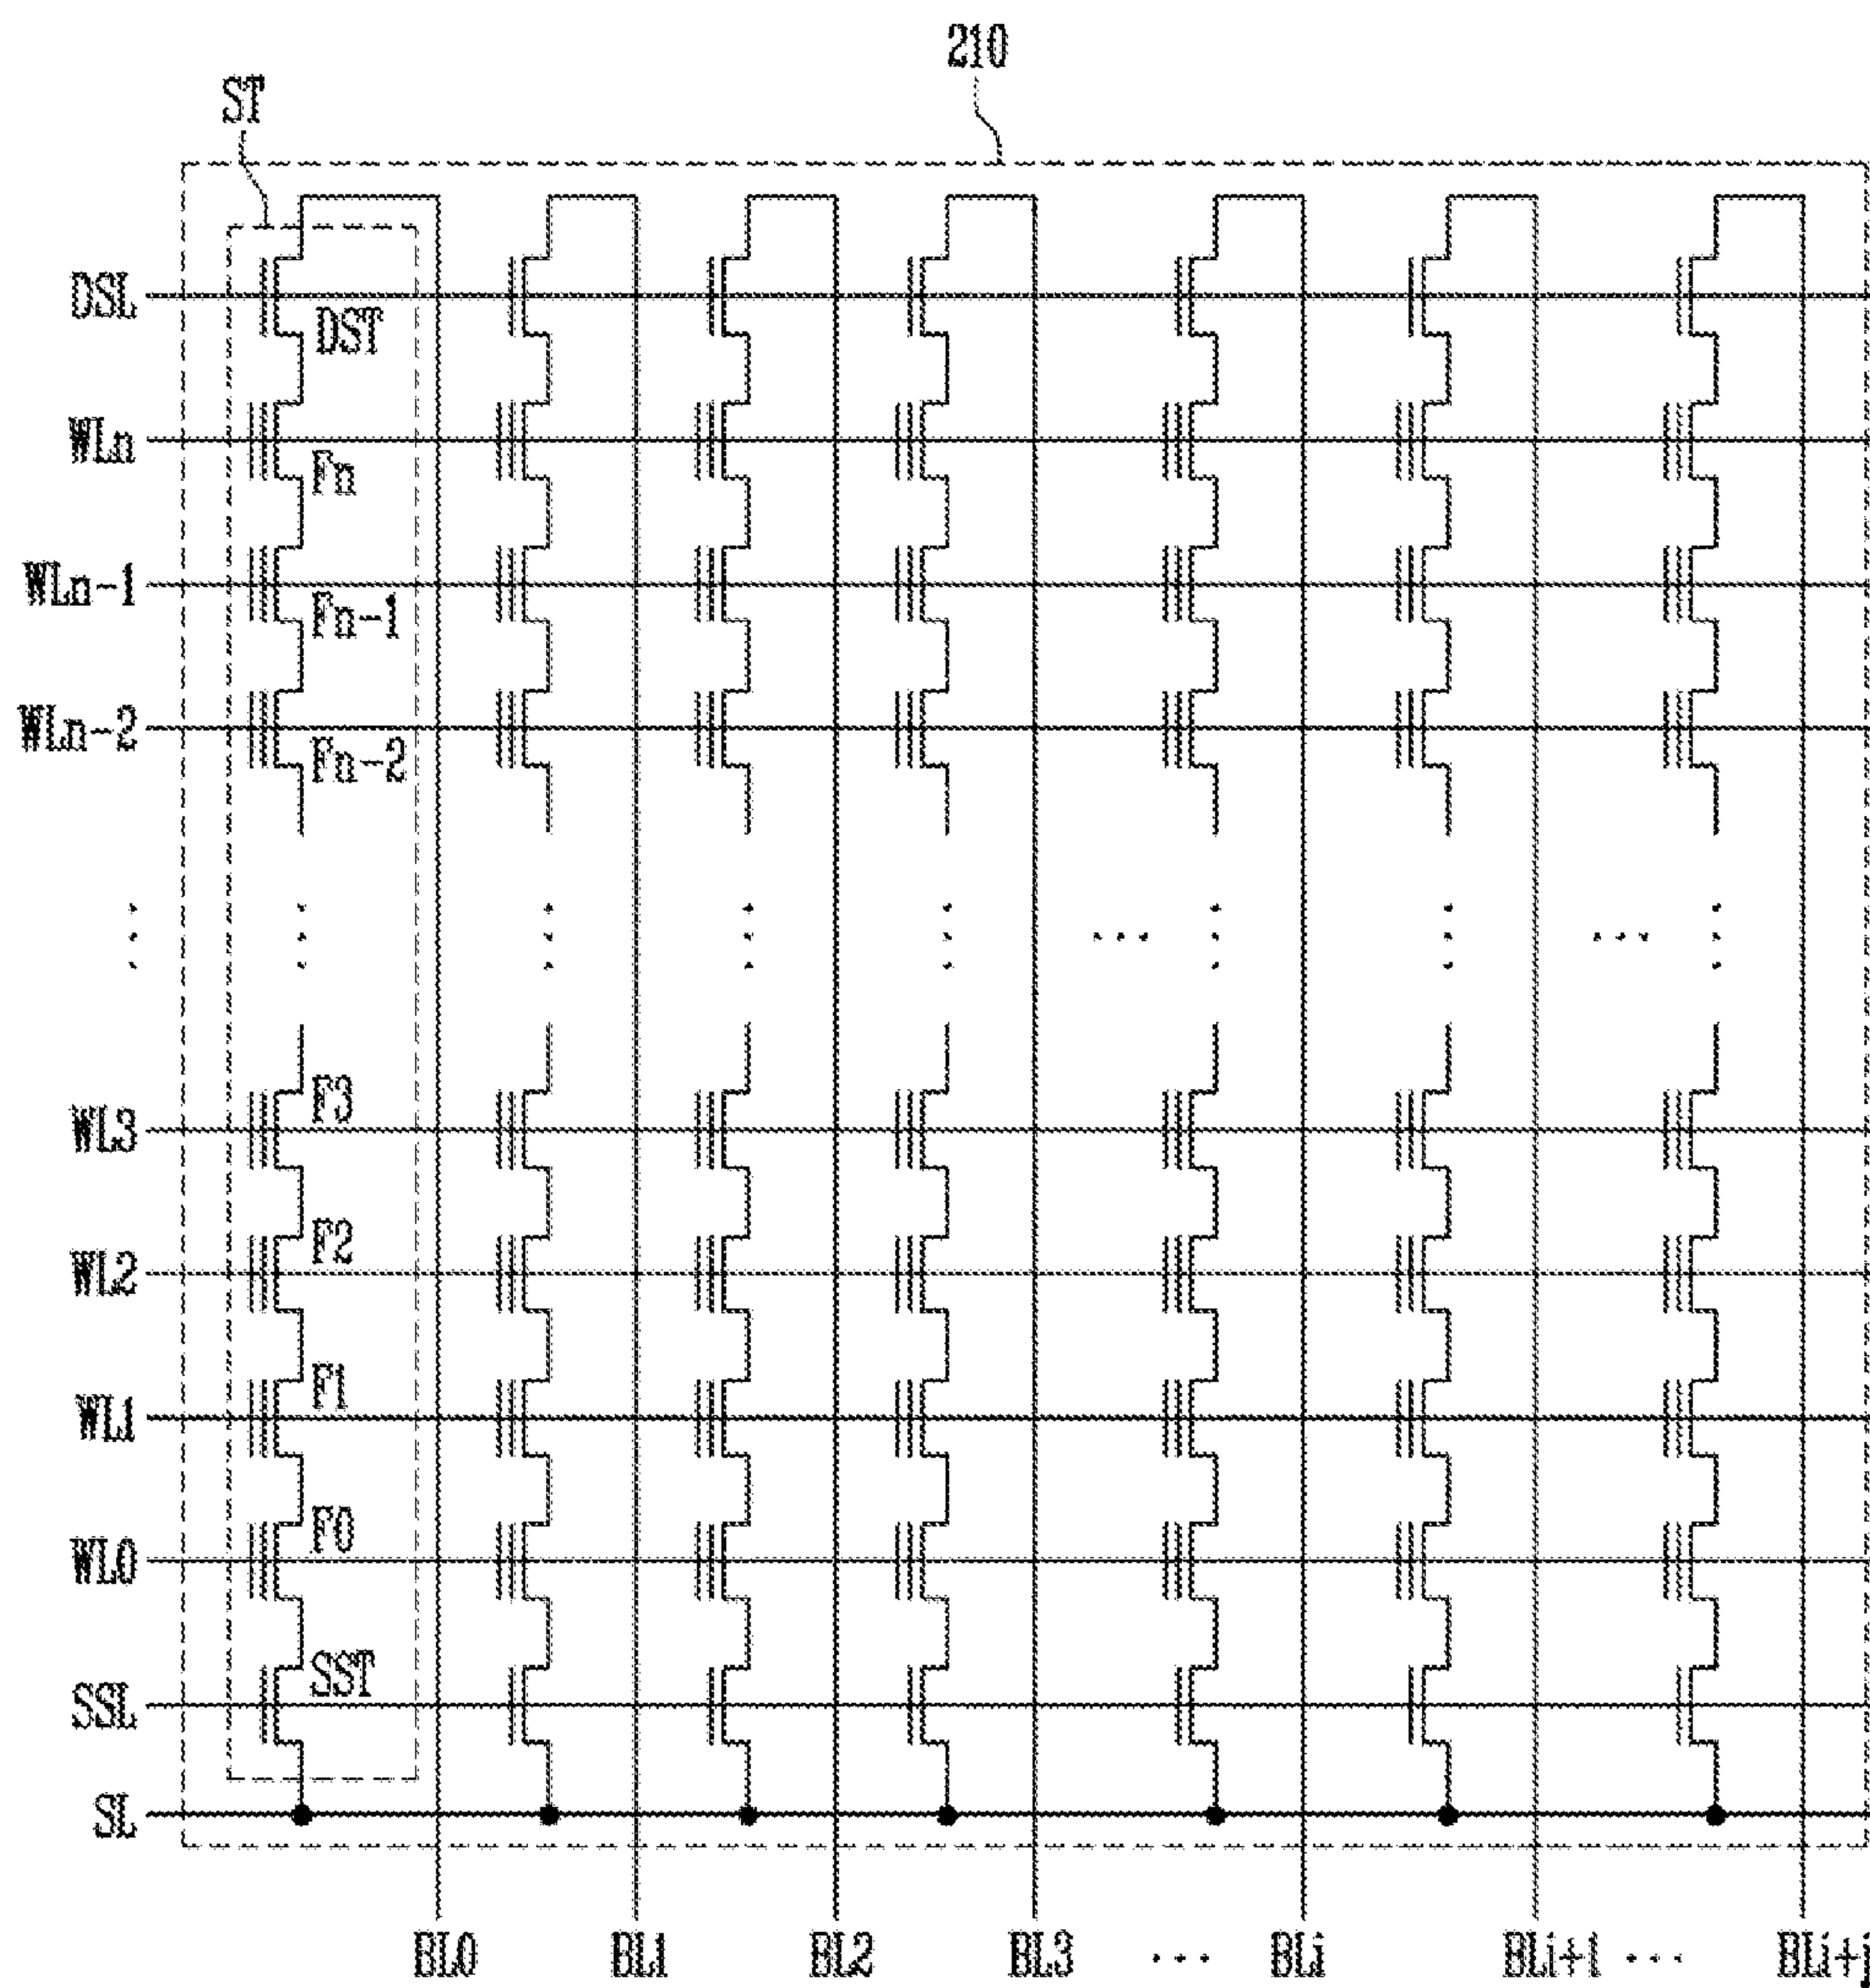 210
ST
DSL
DST
WLn
Fn
WLn-1
Fn-1
WLn-2
Fn-2
WL3
F3
WL2
F2
WL1
F1
WL0
F0
SSL
SST
SL
BL0 BL1 BL2 BL3 ··· BLi BLi+1 ··· BLi+j